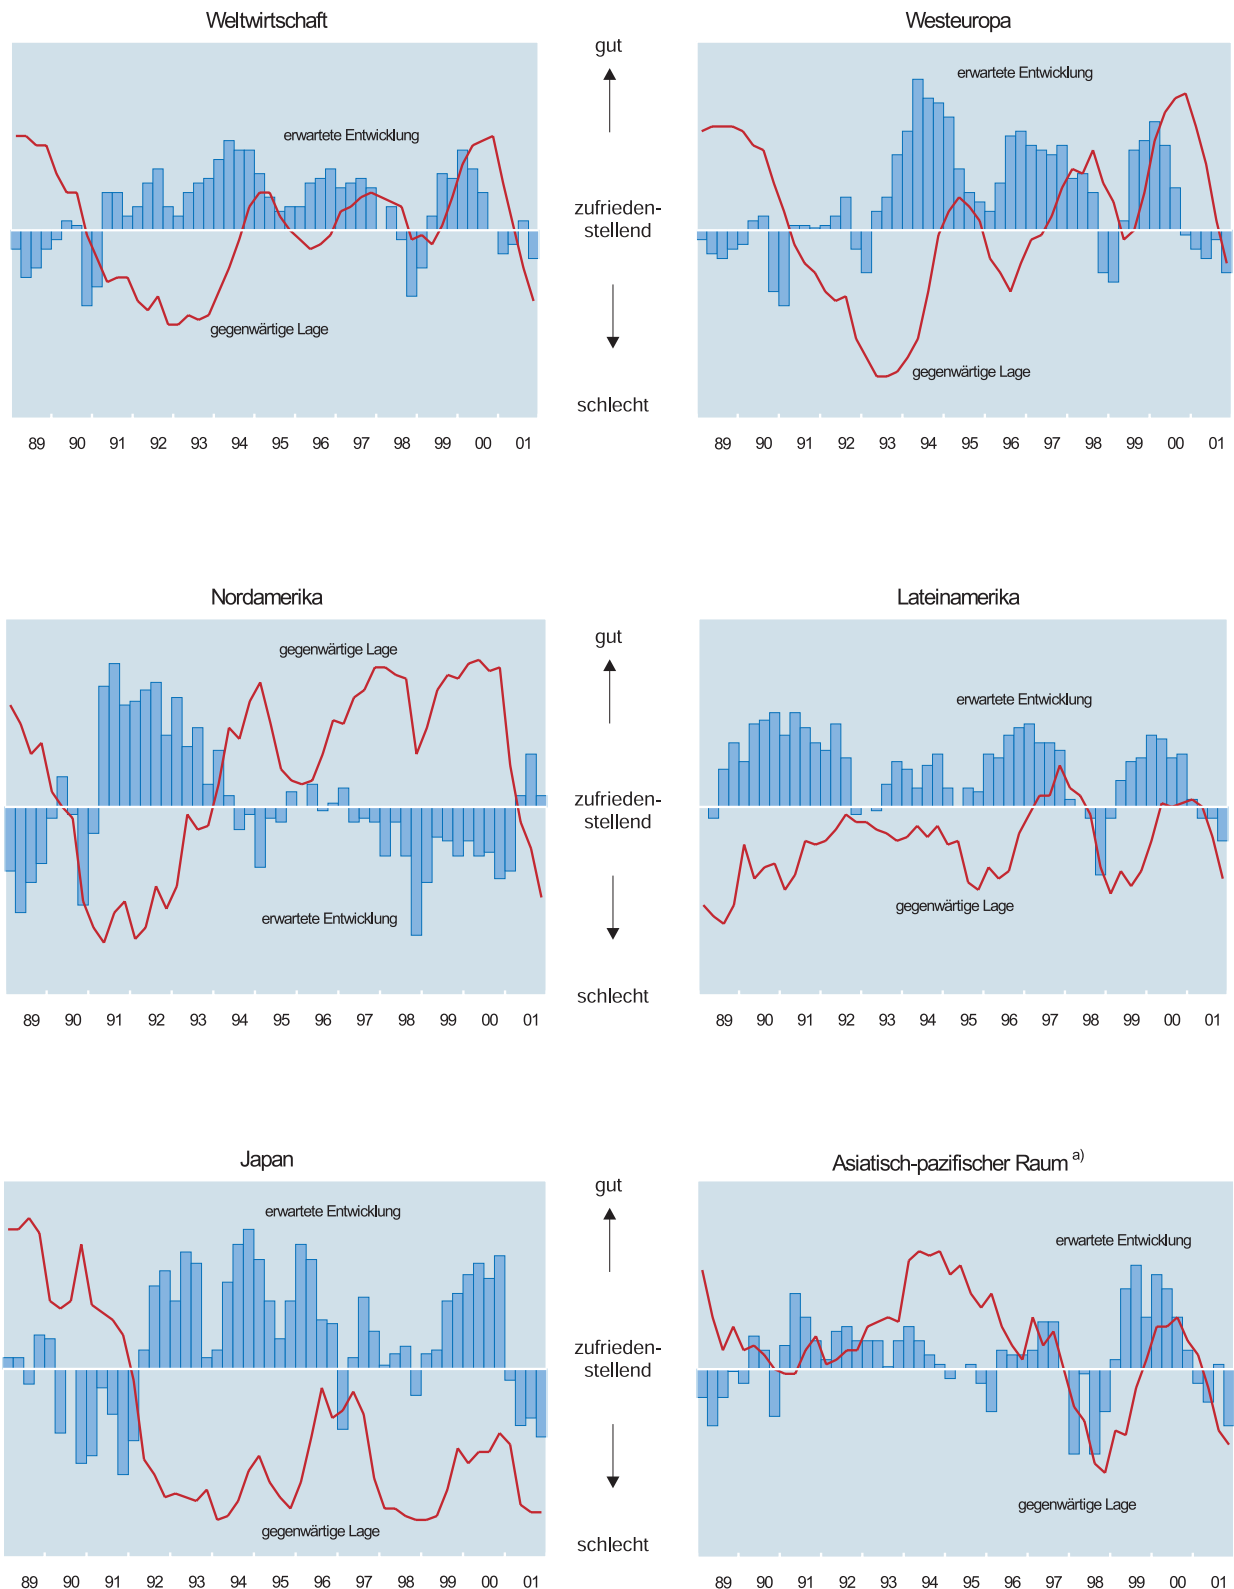 Weltwirtschaft
Westeuropa
gut
erwartete Entwicklung
erwartete Entwicklung
zufrieden-
stellend
gegenwärtige Lage
gegenwärtige Lage
schlecht
89 90 91 92 93 94 95 96 97 98 99 00 01
89 90 91 92 93 94 95 96 97 98 99 00 01
Nordamerika
Lateinamerika
gut
gegenwärtige Lage
erwartete Entwicklung
zufrieden-
stellend
erwartete Entwicklung
gegenwärtige Lage
schlecht
89 90 91 92 93 94 95 96 97 98 99 00 01
89 90 91 92 93 94 95 96 97 98 99 00 01
Japan
Asiatisch-pazifischer Raum a)
gut
erwartete Entwicklung
erwartete Entwicklung
zufrieden-
stellend
gegenwärtige Lage
gegenwärtige Lage
schlecht
89 90 91 92 93 94 95 96 97 98 99 00 01
89 90 91 92 93 94 95 96 97 98 99 00 01